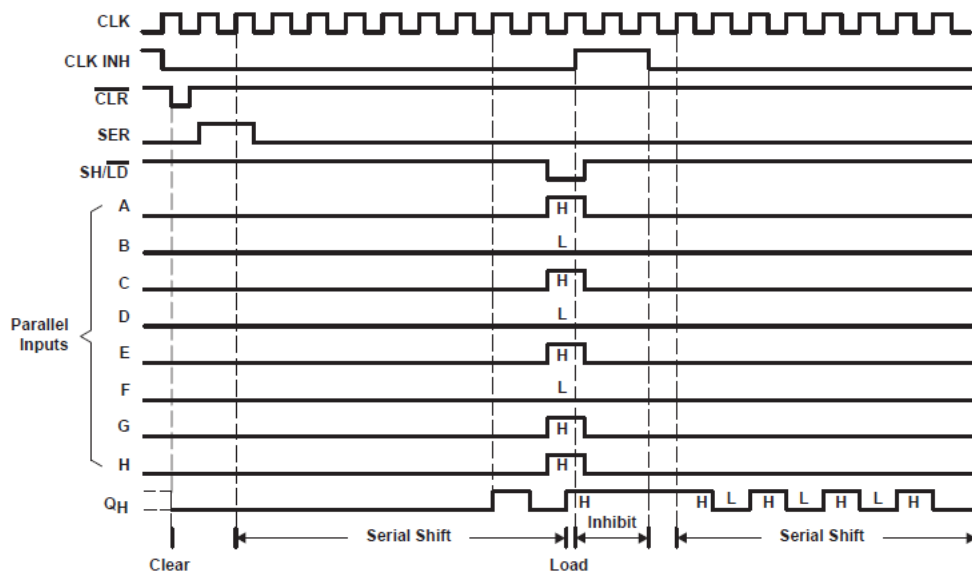 CLK
CLK INH
CLR
SER
SH/LD
A
H
B
L
C
H
Parallel
Inputs
D
L
E
H
F
L
G
H
H
H
QH
H
H
L
H
L
H
L
H
Inhibit
Serial Shift
Serial Shift
Clear
Load